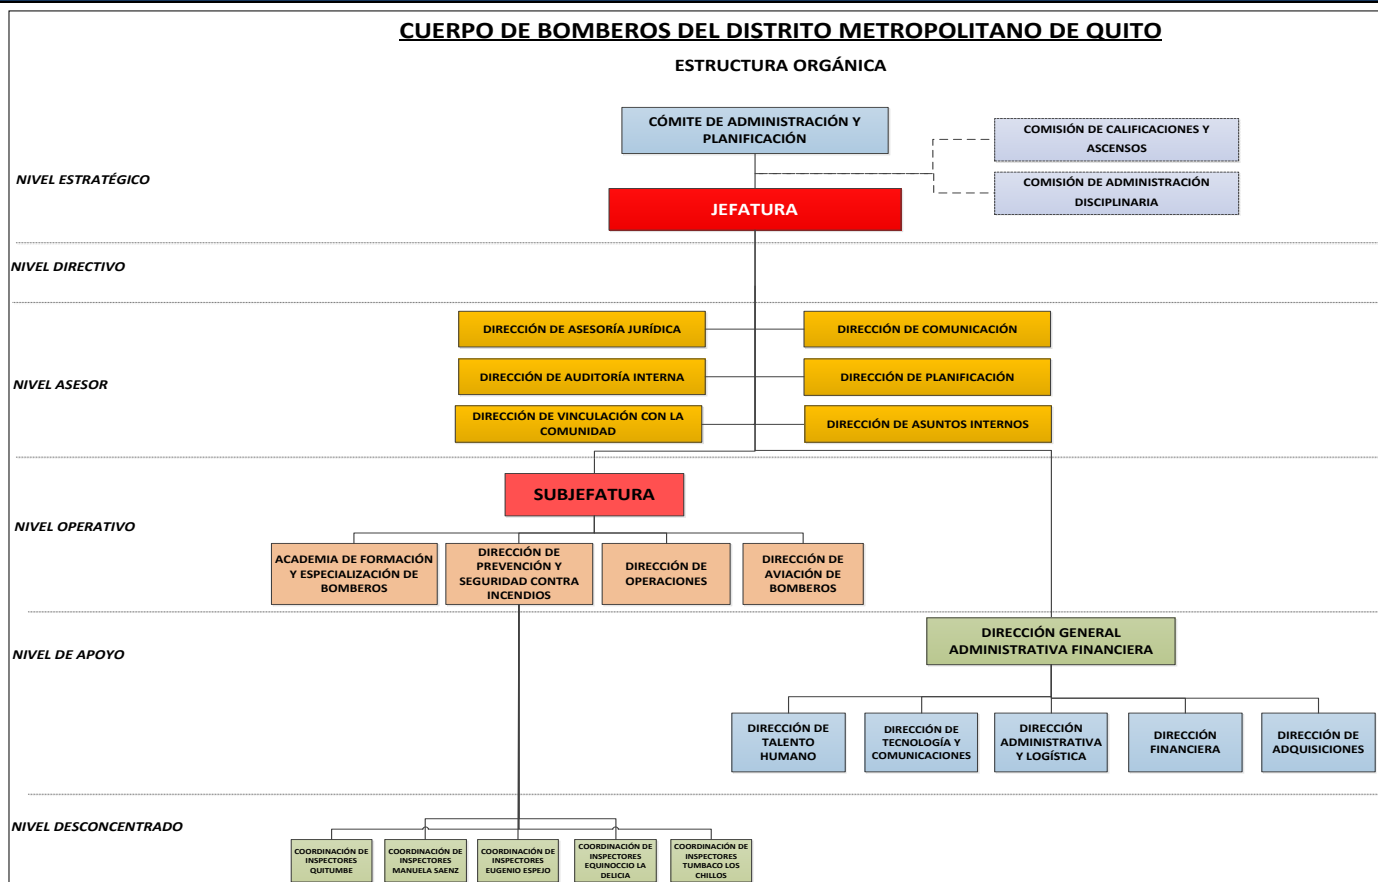 CUERPO DE BOMBEROS DEL DISTRITO METROPOLITANO DE QUITO
ESTRUCTURA ORGÁNICA
CÓMITE DE ADMINISTRACIÓN Y
PLANIFICACIÓN
COMISIÓN DE CALIFICACIONES Y
ASCENSOS
NIVEL ESTRATÉGICO
COMISIÓN DE ADMINISTRACIÓN
DISCIPLINARIA
JEFATURA
NIVEL DIRECTIVO
DIRECCIÓN DE ASESORÍA JURÍDICA
DIRECCIÓN DE COMUNICACIÓN
NIVEL ASESOR
DIRECCIÓN DE AUDITORÍA INTERNA
DIRECCIÓN DE PLANIFICACIÓN
DIRECCIÓN DE VINCULACIÓN CON LA
COMUNIDAD
DIRECCIÓN DE ASUNTOS INTERNOS
SUBJEFATURA
NIVEL OPERATIVO
ACADEMIA DE FORMACIÓN
Y ESPECIALIZACIÓN DE
BOMBEROS
DIRECCIÓN DE
PREVENCIÓN Y
SEGURIDAD CONTRA
INCENDIOS
DIRECCIÓN DE
OPERACIONES
DIRECCIÓN DE
AVIACIÓN DE
BOMBEROS
NIVEL DE APOYO
DIRECCIÓN GENERAL
ADMINISTRATIVA FINANCIERA
DIRECCIÓN DE
TALENTO
HUMANO
DIRECCIÓN DE
TECNOLOGÍA Y
COMUNICACIONES
DIRECCIÓN
ADMINISTRATIVA
Y LOGÍSTICA
DIRECCIÓN
FINANCIERA
DIRECCIÓN DE
ADQUISICIONES
NIVEL DESCONCENTRADO
COORDINACIÓN DE
INSPECTORES
QUITUMBE
COORDINACIÓN DE
INSPECTORES
MANUELA SAENZ
COORDINACIÓN DE
INSPECTORES
EUGENIO ESPEJO
COORDINACIÓN DE
INSPECTORES
EQUINOCCIO LA
DELICIA
COORDINACIÓN DE
INSPECTORES
TUMBACO LOS
CHILLOS